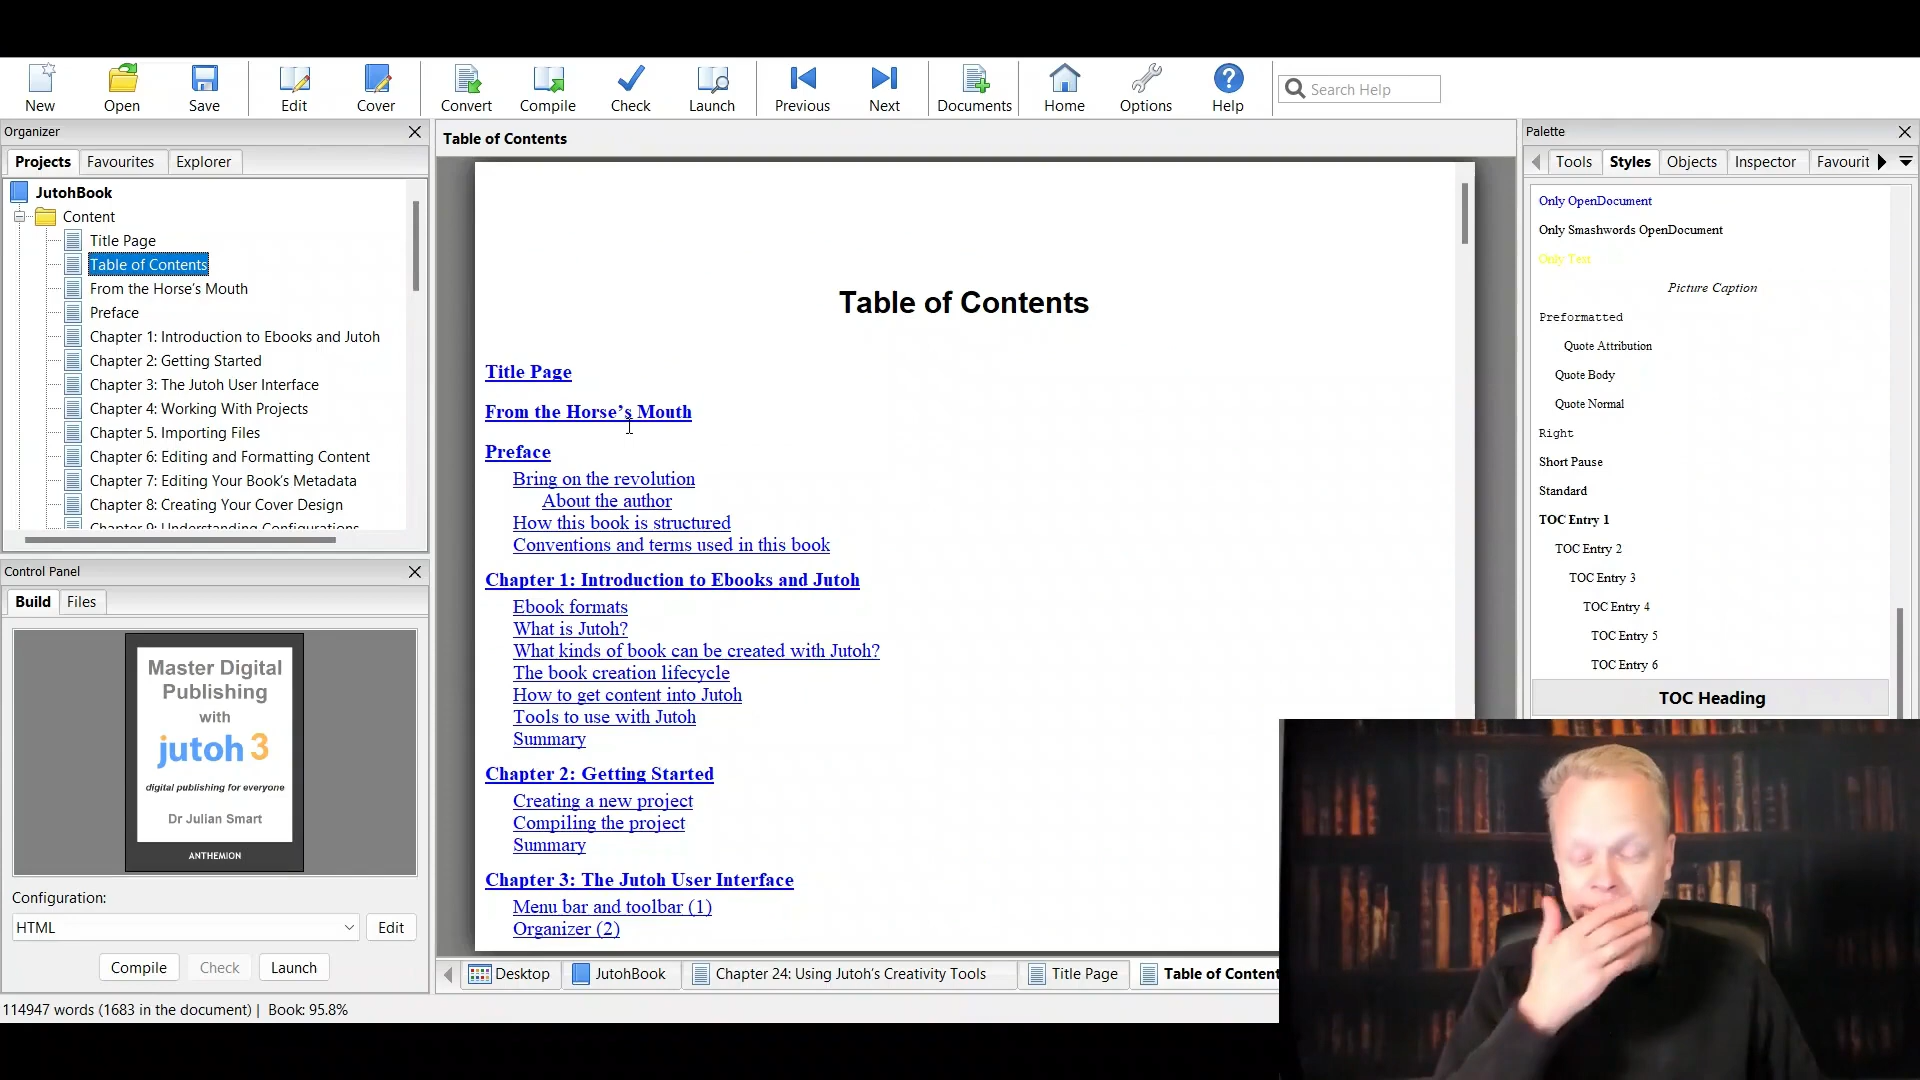 New
Open
Save
Edit
Cover
Convert
Compile
Check
Launch
Previous
Next
Documents
Home
Options
Help
Search Help
Organizer
Projects
Favourites
Explorer
JutohBook
Content
Title Page
Table of Contents
From the Horse's Mouth
Preface
Chapter 1: Introduction to Ebooks and Jutoh
Chapter 2: Getting Started
Chapter 3: The Jutoh User Interface
Chapter 4: Working With Projects
Chapter 5. Importing Files
Chapter 6: Editing and Formatting Content
Chapter 7: Editing Your Book's Metadata
Chapter 8: Creating Your Cover Design
Chapter 9: Understanding Configurations
Control Panel
Build
Files
Master Digital
Publishing
with
jutoh 3
digital publishing for everyone
Dr Julian Smart
ANTHEMION
Configuration:
HTML
Edit
Compile
Check
Launch
114947 words (1683 in the document) | Book: 95.8%
Table of Contents
Table of Contents
Title Page
From the Horse’s Mouth
Preface
Bring on the revolution
About the author
How this book is structured
Conventions and terms used in this book
Chapter 1: Introduction to Ebooks and Jutoh
Ebook formats
What is Jutoh?
What kinds of book can be created with Jutoh?
The book creation lifecycle
How to get content into Jutoh
Tools to use with Jutoh
Summary
Chapter 2: Getting Started
Creating a new project
Compiling the project
Summary
Chapter 3: The Jutoh User Interface
Menu bar and toolbar (1)
Organizer (2)
Desktop
JutohBook
Chapter 24: Using Jutoh's Creativity Tools
Title Page
Table of Content
Palette
Tools
Styles
Objects
Inspector
Favourit
Only OpenDocument
Only Smashwords OpenDocument
Only Text
Picture Caption
Preformatted
Quote Attribution
Quote Body
Quote Normal
Right
Short Pause
Standard
TOC Entry 1
TOC Entry 2
TOC Entry 3
TOC Entry 4
TOC Entry 5
TOC Entry 6
TOC Heading